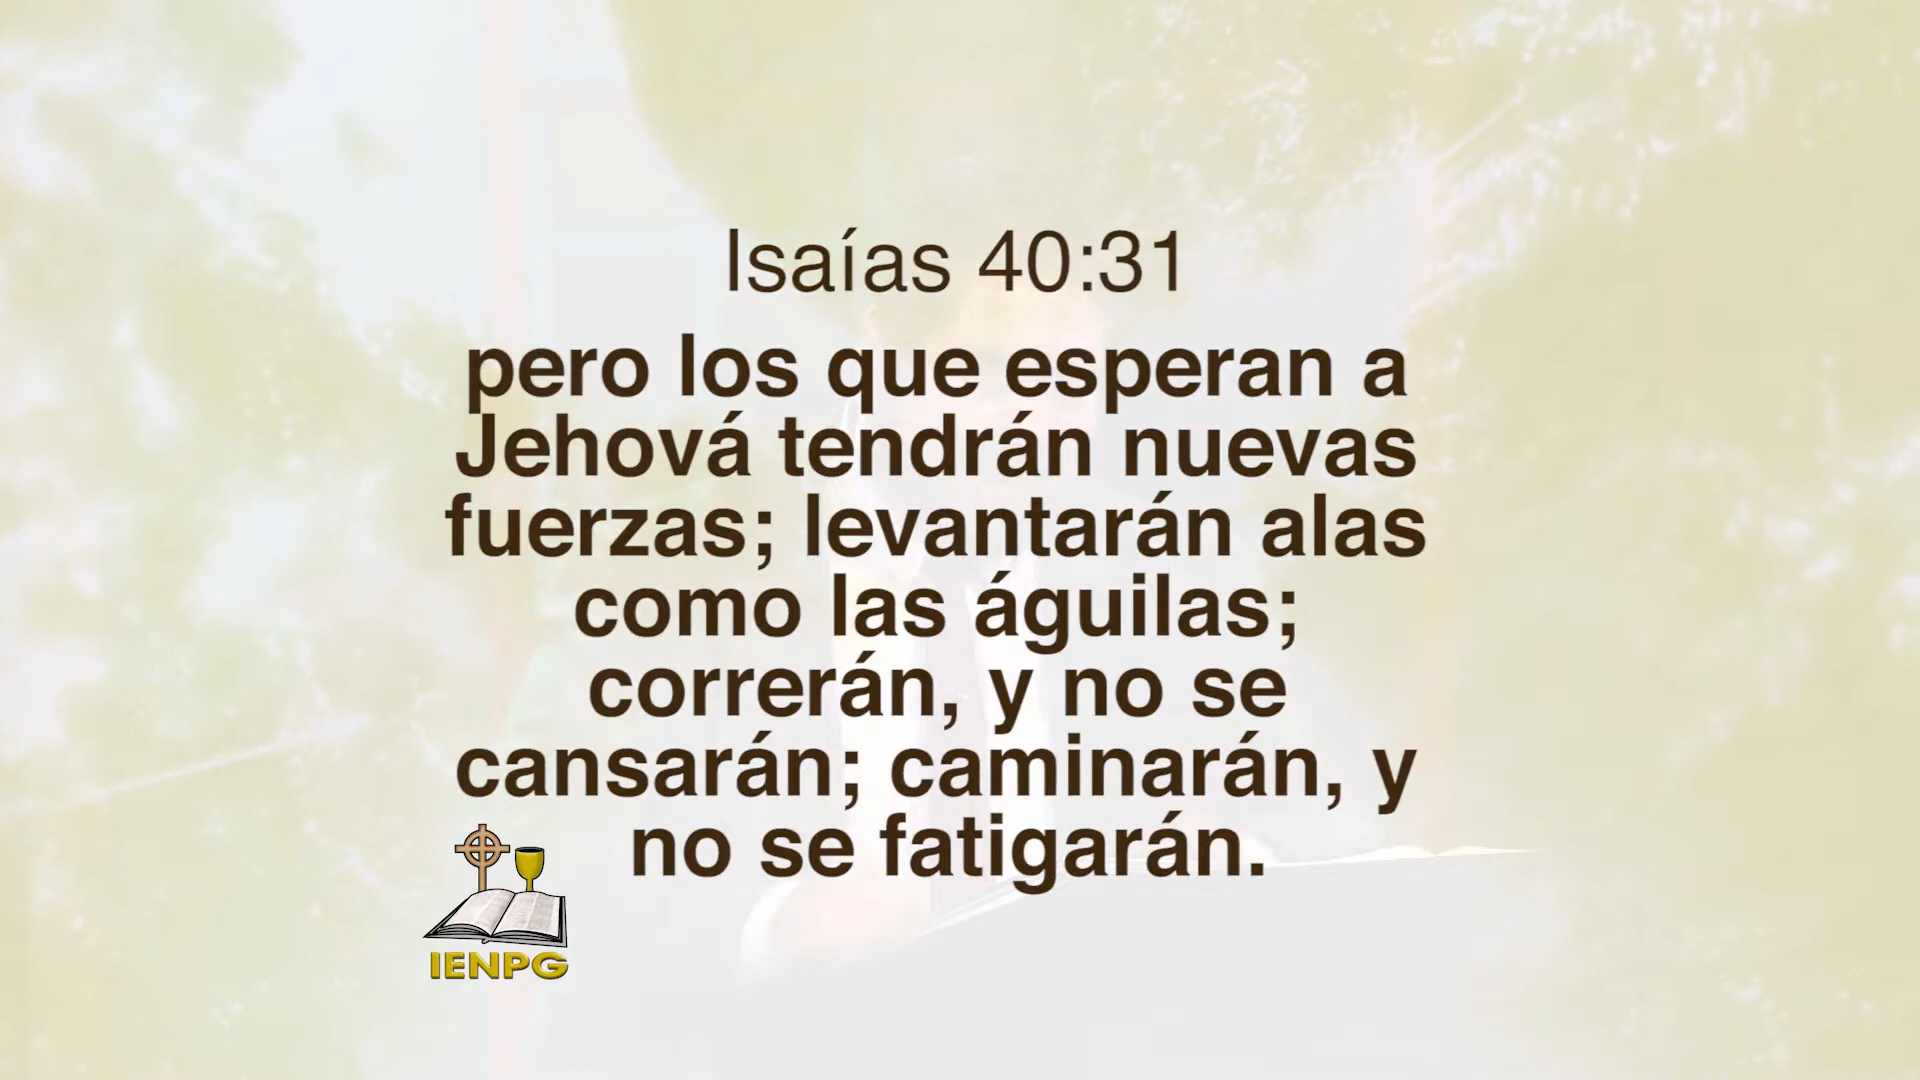 Isaías 40:31
pero los que esperan a
Jehová tendrán nuevas
fuerzas; levantarán alas
como las águilas;
correrán, y no se
cansarán; caminarán, y
no se fatigarán.
IENPG